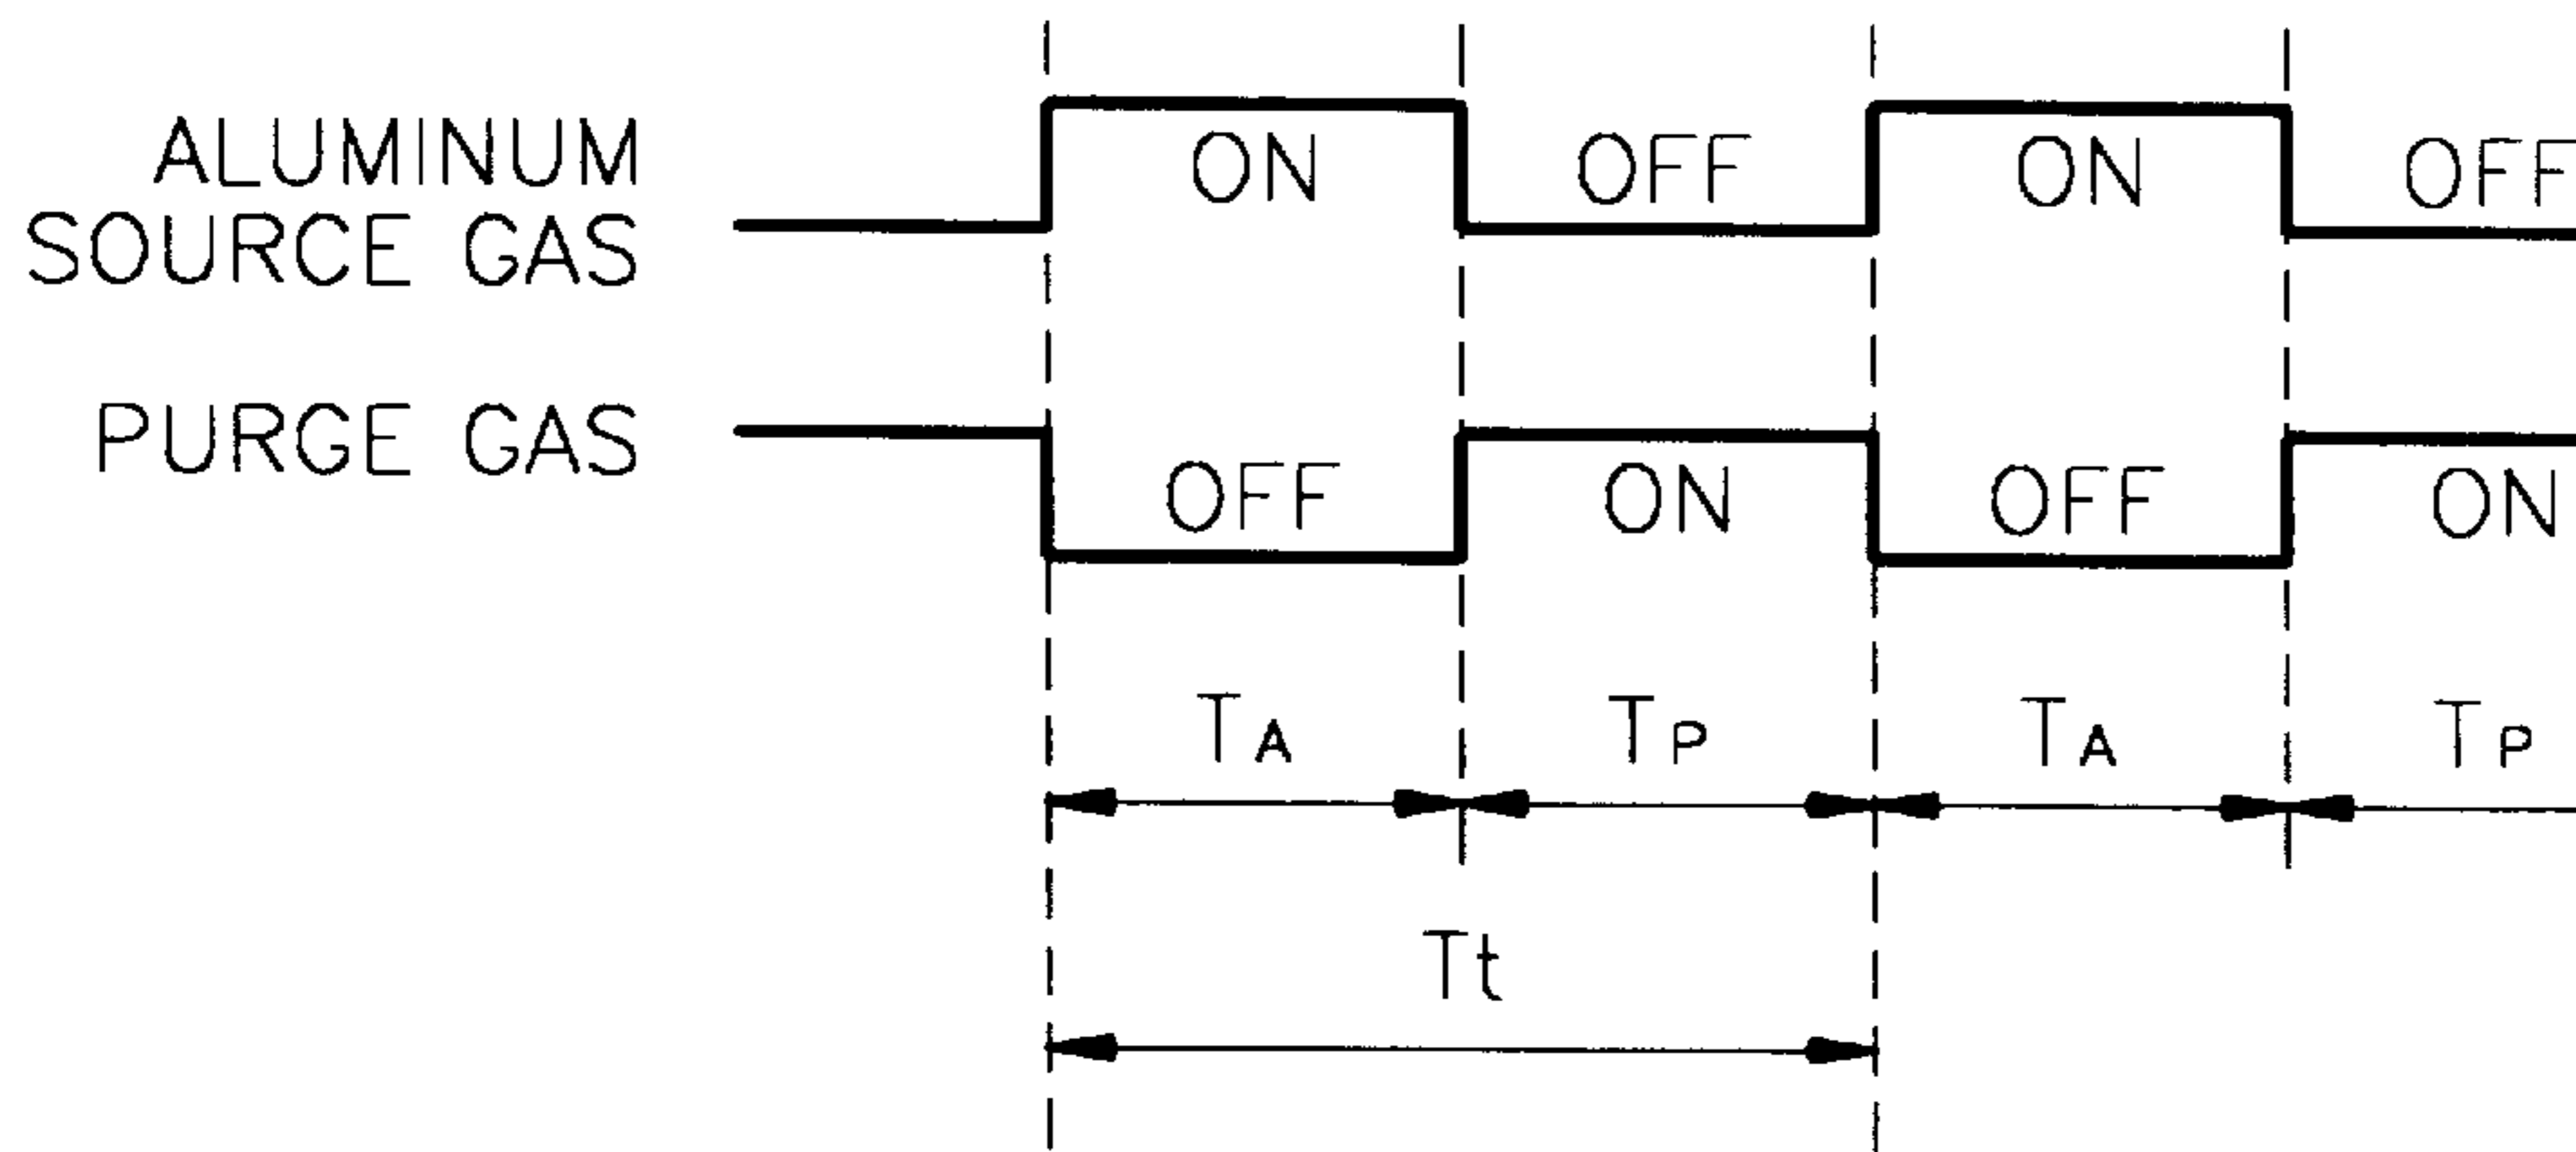 ALUMINUM
SOURCE GAS
ON OFF ON OFF
PURGE GAS
OFF ON OFF ON
TA TP TA TP
Tt